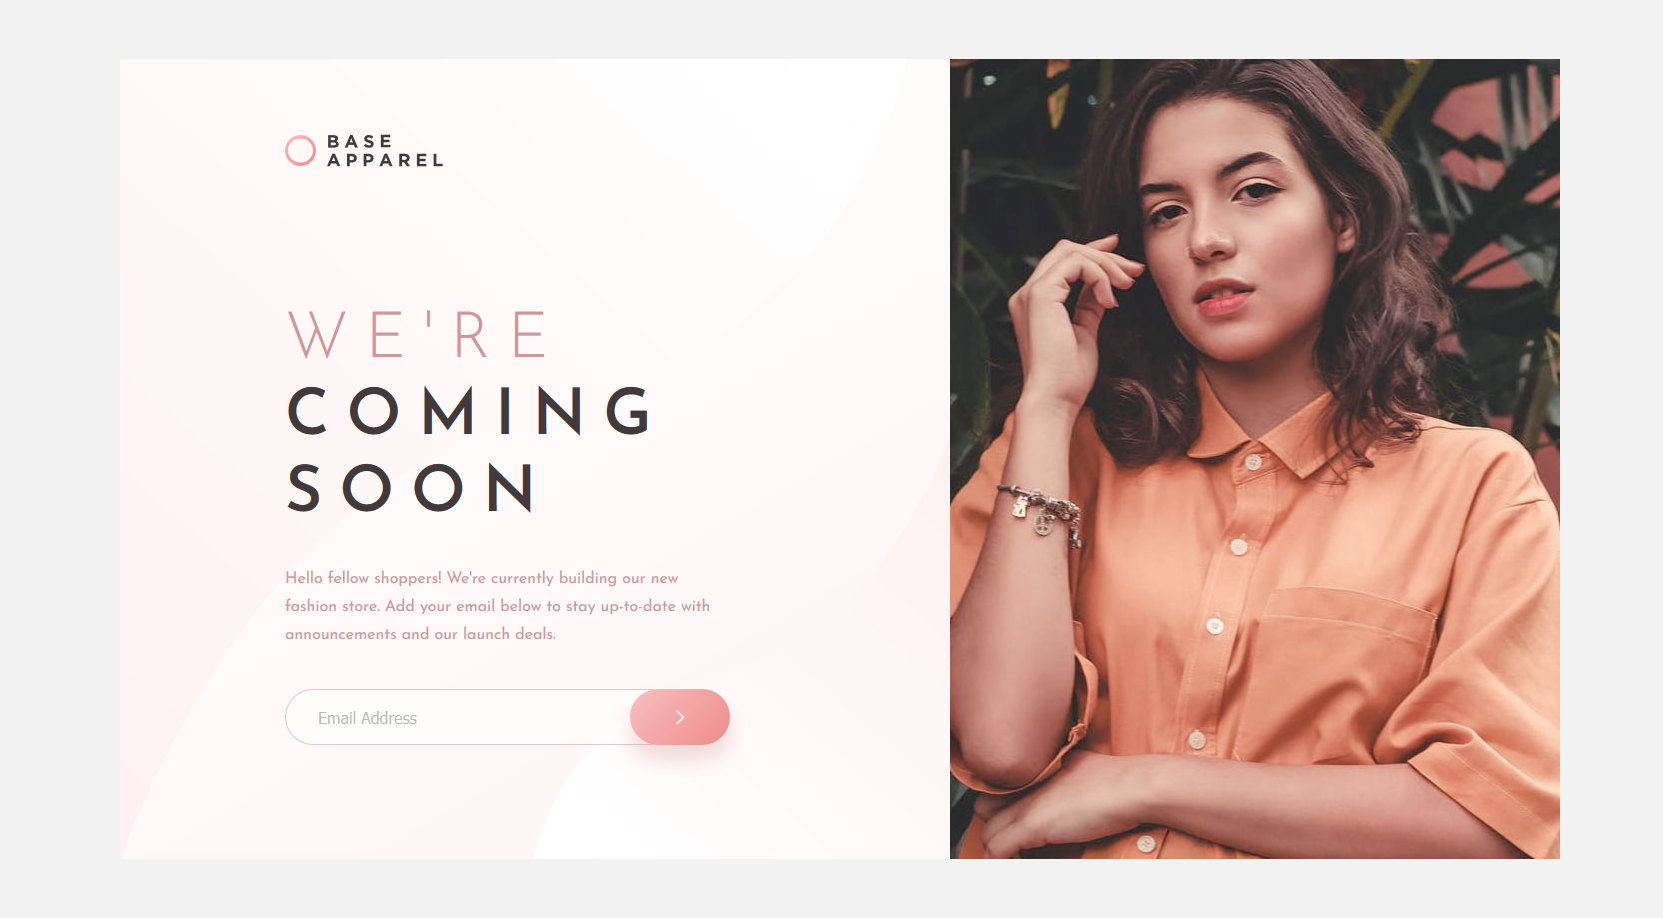 BASE
APPAREL
WE'RE
COMING
SOON
Hello fellow shoppers! We're currently building our new
fashion store. Add your email below to stay up-to-date with
announcements and our launch deals.
Email Address